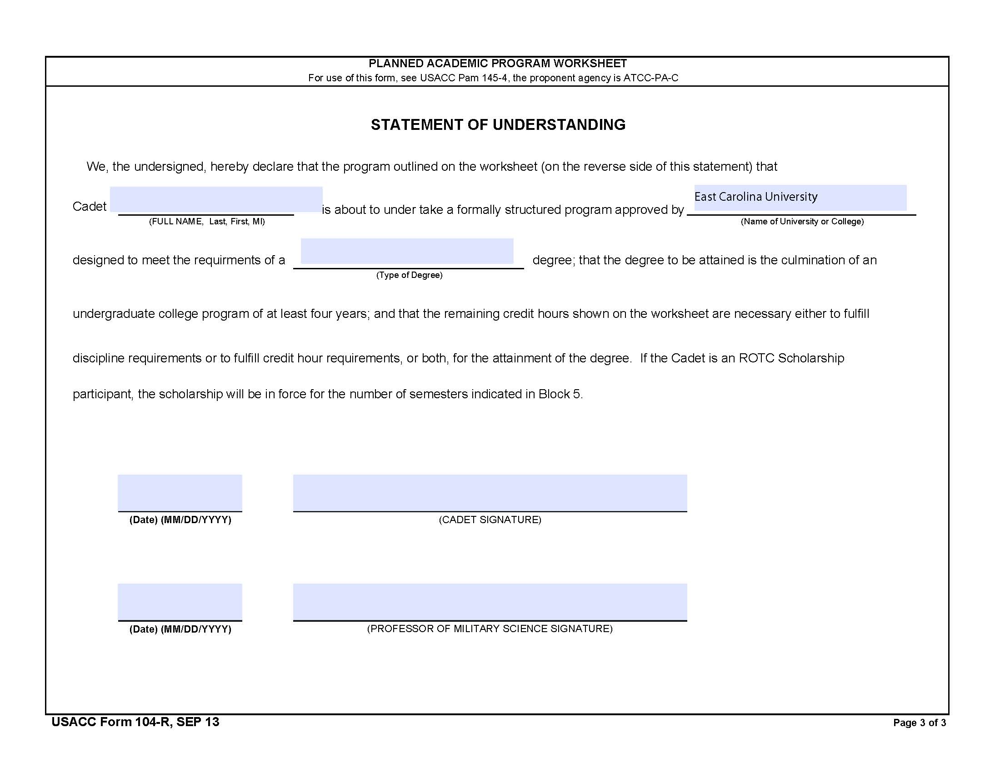 PLANNED ACADEMIC PROGRAM WORKSHEET
For use of this form, see USACC Pam 145-4, the proponent agency is ATCC-PA-C
STATEMENT OF UNDERSTANDING
We, the undersigned, hereby declare that the program outlined on the worksheet (on the reverse side of this statement) that
Cadet is about to under take a formally structured program approved by East Carolina University
(FULL NAME, Last, First, MI) (Name of University or College)
designed to meet the requirments of a degree; that the degree to be attained is the culmination of an
(Type of Degree)
undergraduate college program of at least four years; and that the remaining credit hours shown on the worksheet are necessary either to fulfill
discipline requirements or to fulfill credit hour requirements, or both, for the attainment of the degree. If the Cadet is an ROTC Scholarship
participant, the scholarship will be in force for the number of semesters indicated in Block 5.
(Date) (MM/DD/YYYY) (CADET SIGNATURE)
(Date) (MM/DD/YYYY) (PROFESSOR OF MILITARY SCIENCE SIGNATURE)
USACC Form 104-R, SEP 13 Page 3 of 3